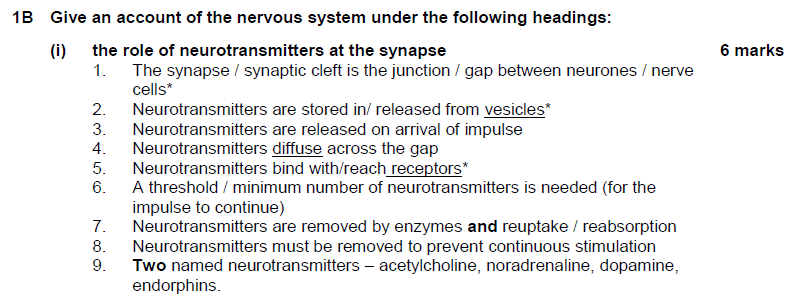 1B Give an account of the nervous system under the following headings:
(i) the role of neurotransmitters at the synapse 6 marks
1. The synapse / synaptic cleft is the junction / gap between neurones / nerve
cells*
2. Neurotransmitters are stored in/ released from vesicles*
3. Neurotransmitters are released on arrival of impulse
4. Neurotransmitters diffuse across the gap
5. Neurotransmitters bind with/reach receptors*
6. A threshold / minimum number of neurotransmitters is needed (for the
impulse to continue)
7. Neurotransmitters are removed by enzymes and reuptake / reabsorption
8. Neurotransmitters must be removed to prevent continuous stimulation
9. Two named neurotransmitters – acetylcholine, noradrenaline, dopamine,
endorphins.